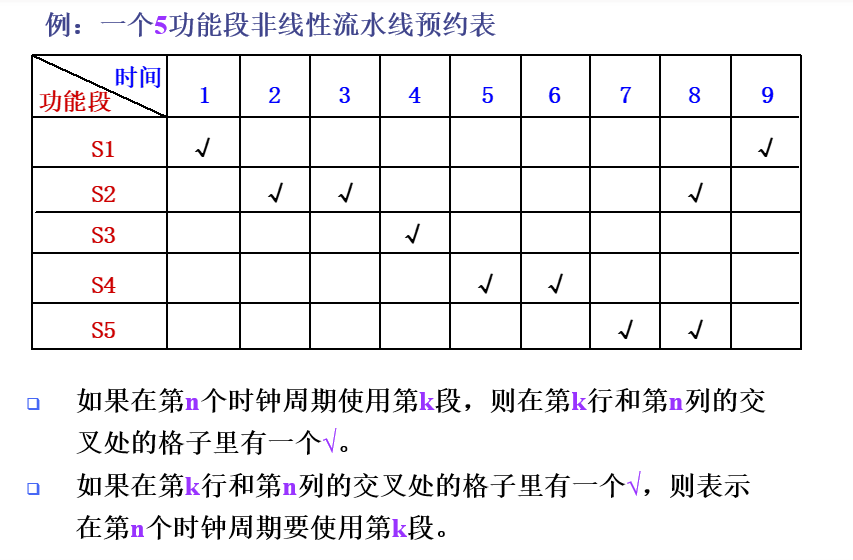 例：一个5功能段非线性流水线预约表
时间
功能段 1 2 3 4 5 6 7 8 9
S1 √ √
S2 √ √ √
S3 √
S4 √ √
S5 √ √
如果在第n个时钟周期使用第k段，则在第k行和第n列的交
叉处的格子里有一个√。
如果在第k行和第n列的交叉处的格子里有一个√，则表示
在第n个时钟周期要使用第k段。